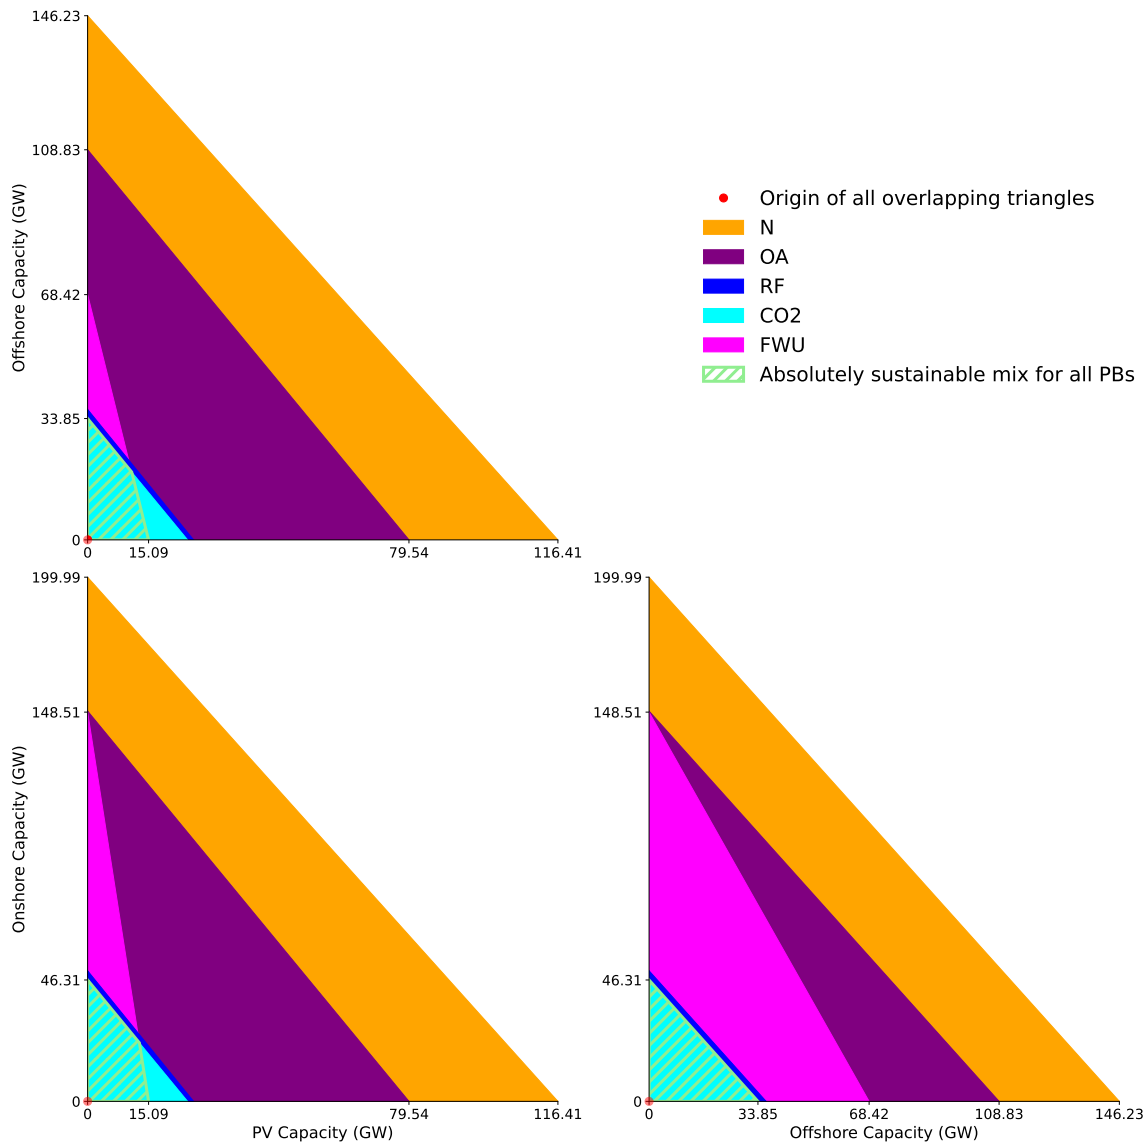 146.23
108.83
68.42
33.85
0
Offshore Capacity (GW)
0 15.09 79.54 116.41
Origin of all overlapping triangles
N
OA
RF
CO2
FWU
Absolutely sustainable mix for all PBs
199.99
148.51
46.31
0
Onshore Capacity (GW)
0 15.09 79.54 116.41
PV Capacity (GW)
199.99
148.51
46.31
0
0 33.85 68.42 108.83 146.23
Offshore Capacity (GW)